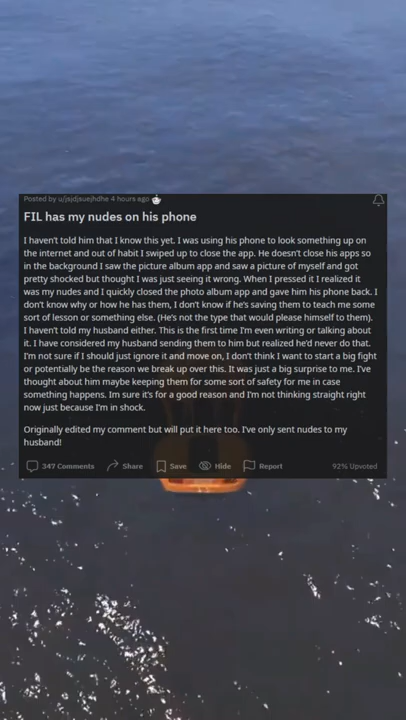 Posted by u/jsjdjsuejhdhe 4 hours ago
FIL has my nudes on his phone
I haven't told him that I know this yet. I was using his phone to look something up on
the internet and out of habit I swiped up to close the app. He doesn't close his apps so
in the background I saw the picture album app and saw a picture of myself and got
pretty shocked but thought I was just seeing it wrong. When I pressed it I realized it
was my nudes and I quickly closed the photo album app and gave him his phone back. I
don't know why or how he has them, I don't know if he's saving them to teach me some
sort of lesson or something else. (He's not the type that would please himself to them).
I haven't told my husband either. This is the first time I'm even writing or talking about
it. I have considered my husband sending them to him but realized he'd never do that.
I'm not sure if I should just ignore it and move on, I don't think I want to start a big fight
or potentially be the reason we break up over this. It was just a big surprise to me. I've
thought about him maybe keeping them for some sort of safety for me in case
something happens. Im sure it's for a good reason and I'm not thinking straight right
now just because I'm in shock.
Originally edited my comment but will put it here too. I've only sent nudes to my
husband!
347 Comments Share Save Hide Report 92% Upvoted